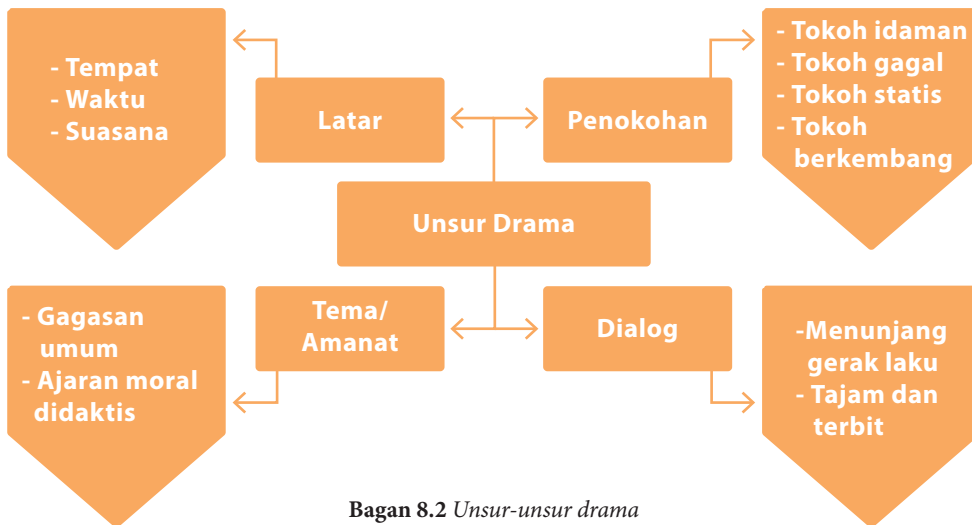 - Tempat
- Waktu
- Suasana
Latar
Penokohan
- Tokoh idaman
- Tokoh gagal
- Tokoh statis
- Tokoh
berkembang
Unsur Drama
- Gagasan
umum
- Ajaran moral
didaktis
Tema/
Amanat
Dialog
-Menunjang
gerak laku
- Tajam dan
terbit
Bagan 8.2 Unsur-unsur drama